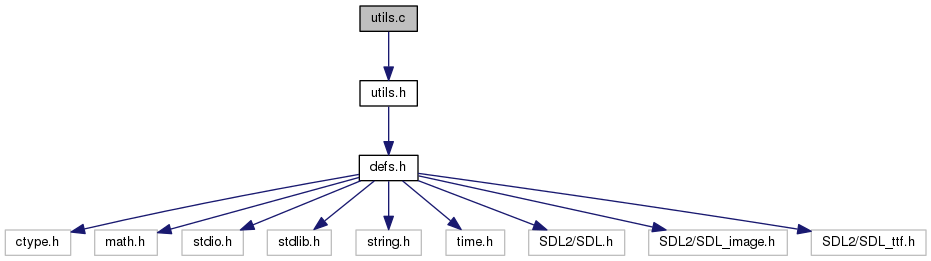 utils.c
utils.h
defs.h
ctype.h math.h stdio.h stdlib.h string.h time.h SDL2/SDL.h SDL2/SDL_image.h SDL2/SDL_ttf.h